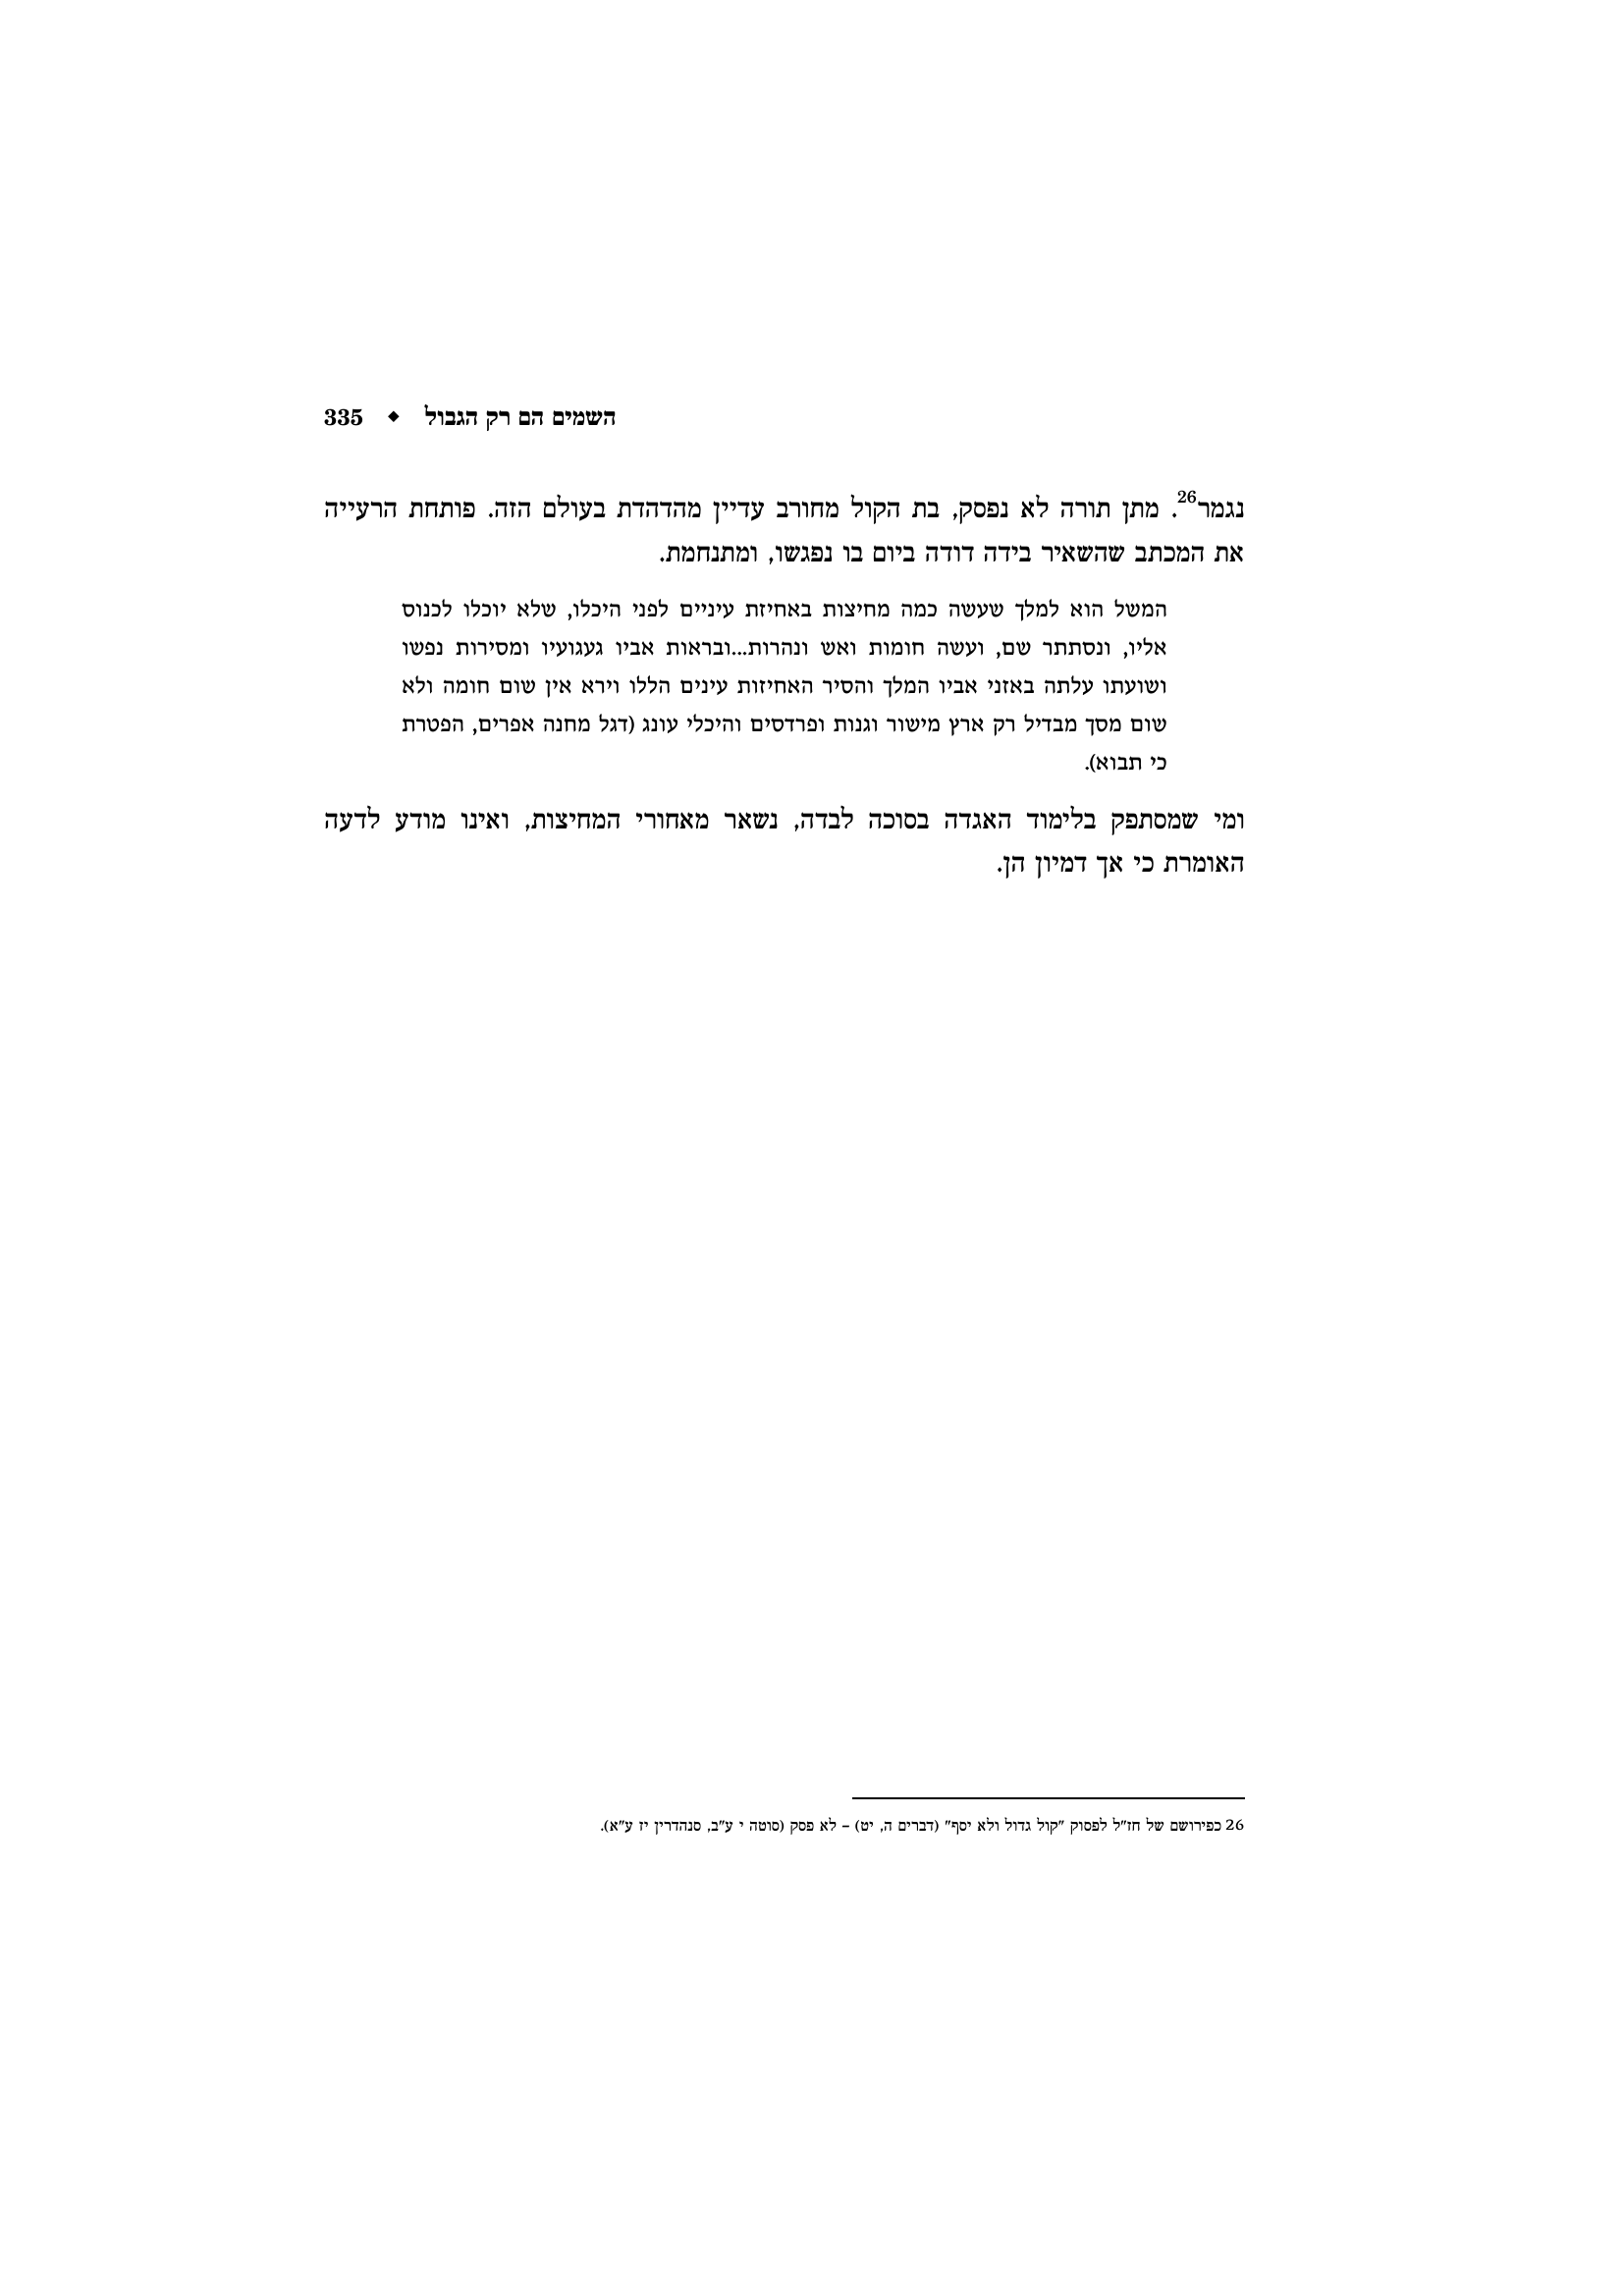 השמים הם רק הגבול ◆ 335
נגמר26. מתן תורה לא נפסק, בת הקול מחורב עדיין מהדהדת בעולם הזה. פותחת הרעייה
את המכתב שהשאיר בידה דודה ביום בו נפגשו, ומתנחמת.
המשל הוא למלך שעשה כמה מחיצות באחיזת עיניים לפני היכלו, שלא יוכלו לכנוס
אליו, ונסתתר שם, ועשה חומות ואש ונהרות...ובראות אביו געגועיו ומסירות נפשו
ושועתו עלתה באזני אביו המלך והסיר האחיזות עינים הללו וירא אין שום חומה ולא
שום מסך מבדיל רק ארץ מישור וגנות ופרדסים והיכלי עונג (דגל מחנה אפרים, הפטרת
כי תבוא).
ומי שמסתפק בלימוד האגדה בסוכה לבדה, נשאר מאחורי המחיצות, ואינו מודע לדעה
האומרת כי אך דמיון הן.
26 כפירושם של חז"ל לפסוק "קול גדול ולא יסף" (דברים ה, יט) – לא פסק (סוטה י ע"ב, סנהדרין יז ע"א).